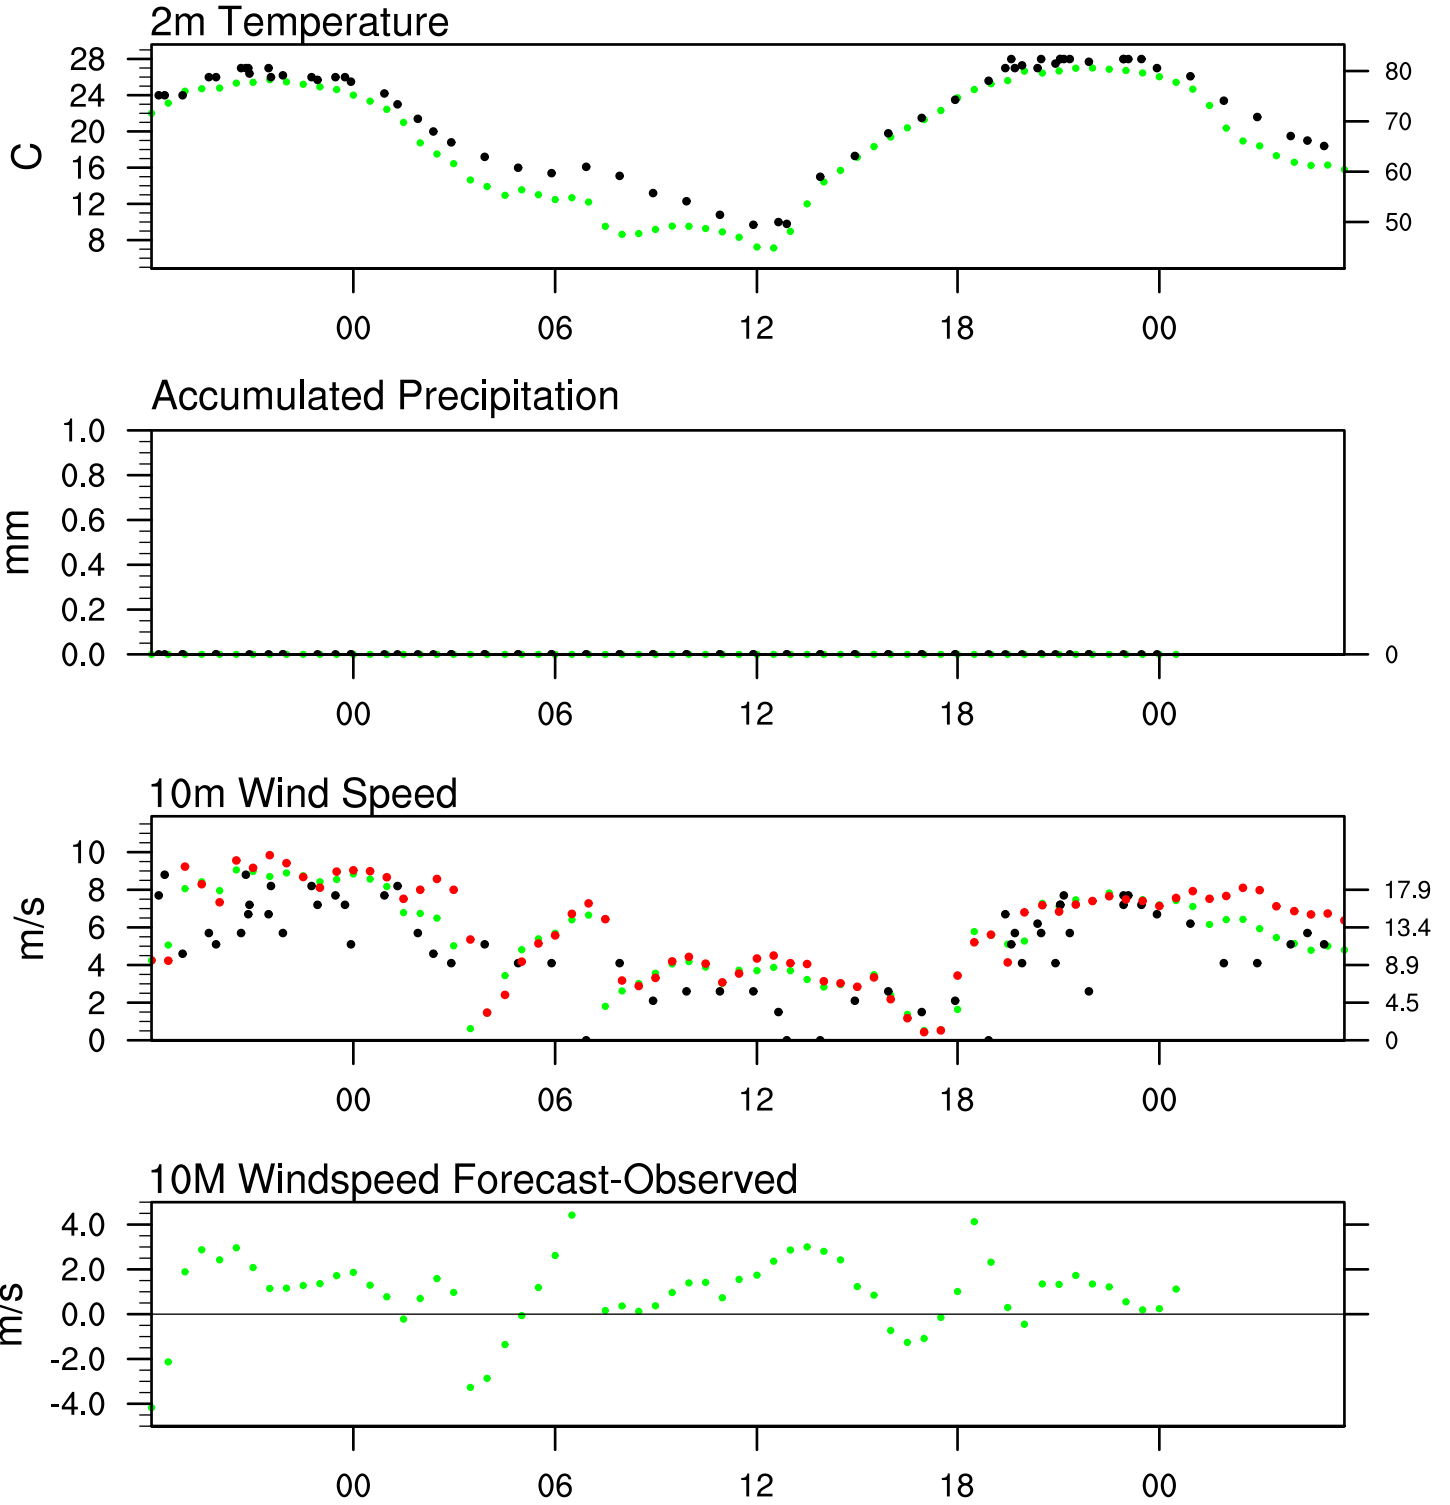 2m Temperature
C
28
24
20
16
12
8
80
70
60
50
00 06 12 18 00
Accumulated Precipitation
mm
1.0
0.8
0.6
0.4
0.2
0.0
0
00 06 12 18 00
10m Wind Speed
m/s
10
8
6
4
2
0
17.9
13.4
8.9
4.5
0
00 06 12 18 00
10M Windspeed Forecast-Observed
m/s
4.0
2.0
0.0
-2.0
-4.0
00 06 12 18 00